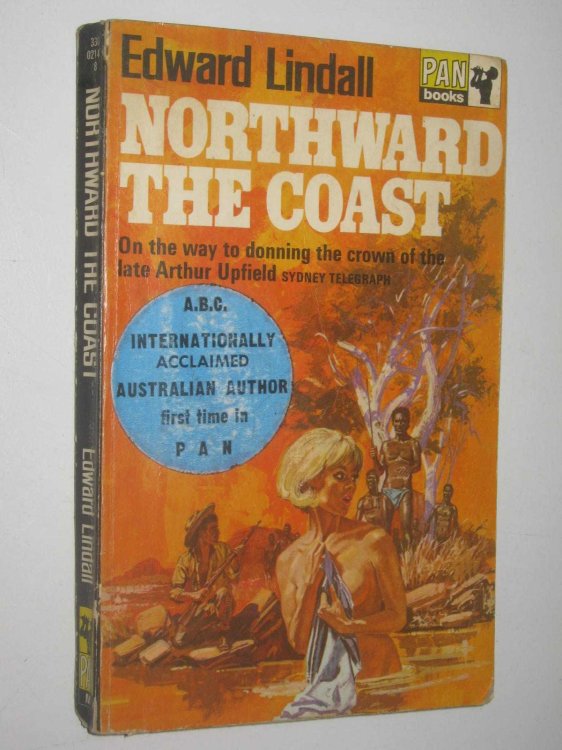 Edward Lindall
PAN
books
NORTHWARD
THE COAST
On the way to donning the crown of the
late Arthur Upfield SYDNEY TELEGRAPH
A.B.C.
INTERNATIONALLY
ACCLAIMED
AUSTRALIAN AUTHOR
first time in
PAN
NORTHWARD THE COAST
Edward Lindall